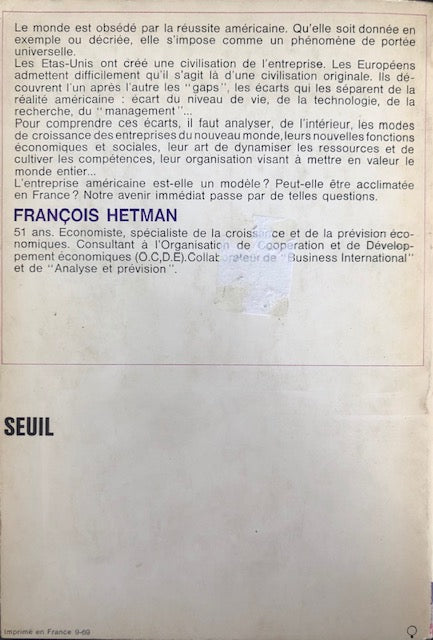 Le monde est obsédé par la réussite américaine. Qu'elle soit donnée en
exemple ou décriée, elle s'impose comme un phénomène de portée
universelle.
Les Etas-Unis ont créé une civilisation de l'entreprise. Les Européens
admettent difficilement qu'il s'agit là d'une civilisation originale. Ils dé-
couvrent l'un après l'autre les "gaps", les écarts qui les séparent de la
réalité américaine : écart du niveau de vie, de la technologie, de la
recherche, du "management"...
Pour comprendre ces écarts, il faut analyser, de l'intérieur, les modes
de croissance des entreprises du nouveau monde, leurs nouvelles fonctions
économiques et sociales, leur art de dynamiser les ressources et de
cultiver les compétences, leur organisation visant à mettre en valeur le
monde entier...
L'entreprise américaine est-elle un modèle? Peut-elle être acclimatée
en France? Notre avenir immédiat passe par de telles questions.
FRANÇOIS HETMAN
51 ans. Economiste, spécialiste de la croissance et de la prévision éco-
nomiques. Consultant à l'Organisation de Coopération et de Dévelop-
pement économiques (O.C,D.E).Collaborateur de "Business International"
et de "Analyse et prévision".
SEUIL
Imprimé en France 9-69